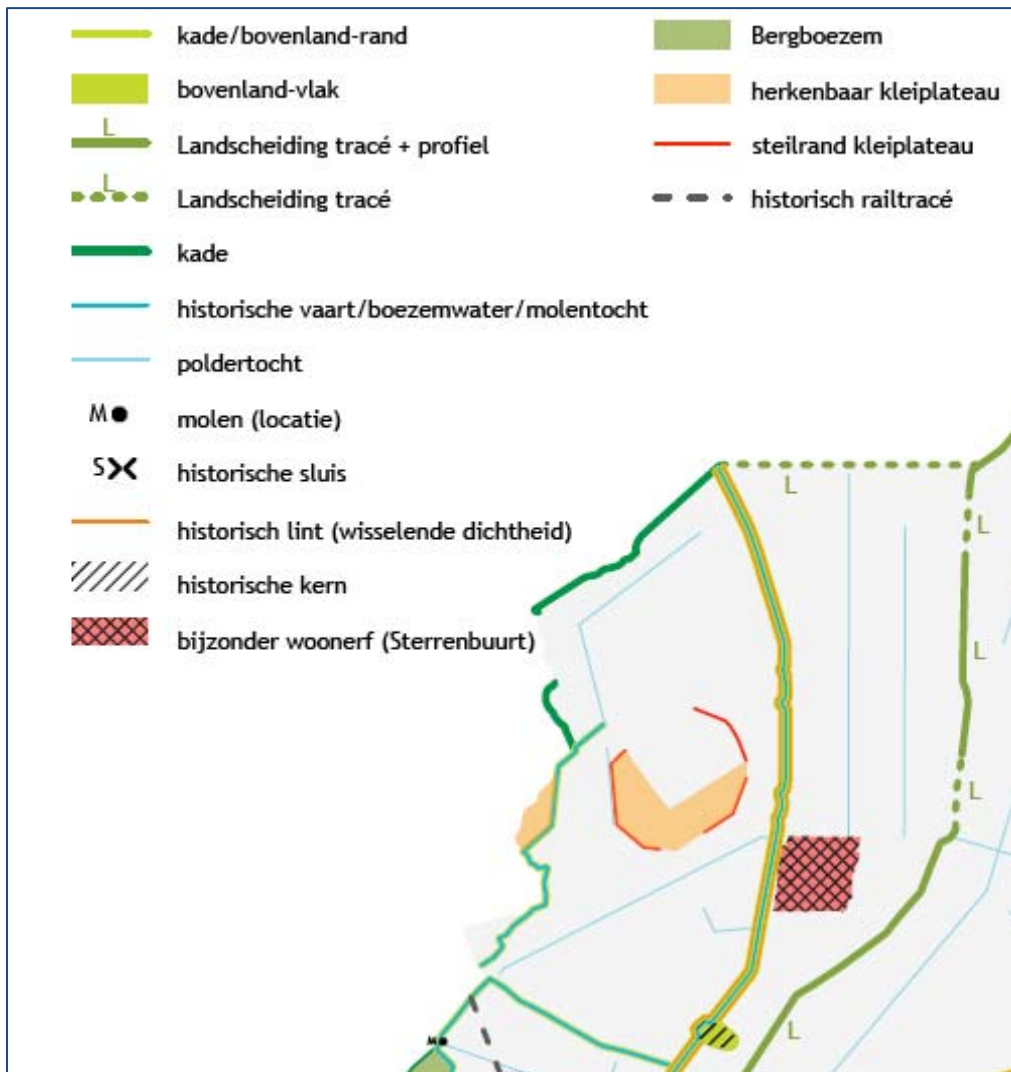 kade/bovenland-rand
bovenland-vlak
L
Landscheiding tracé + profiel
L
Landscheiding tracé
kade
historische vaart/boezemwater/molentocht
poldertocht
M
molen (locatie)
S
historische sluis
historisch lint (wisselende dichtheid)
historische kern
bijzonder woonerf (Sterrenbuurt)
Bergboezem
herkenbaar kleiplateau
steilrand kleiplateau
historisch railtracé
L
L
L
L
L
M